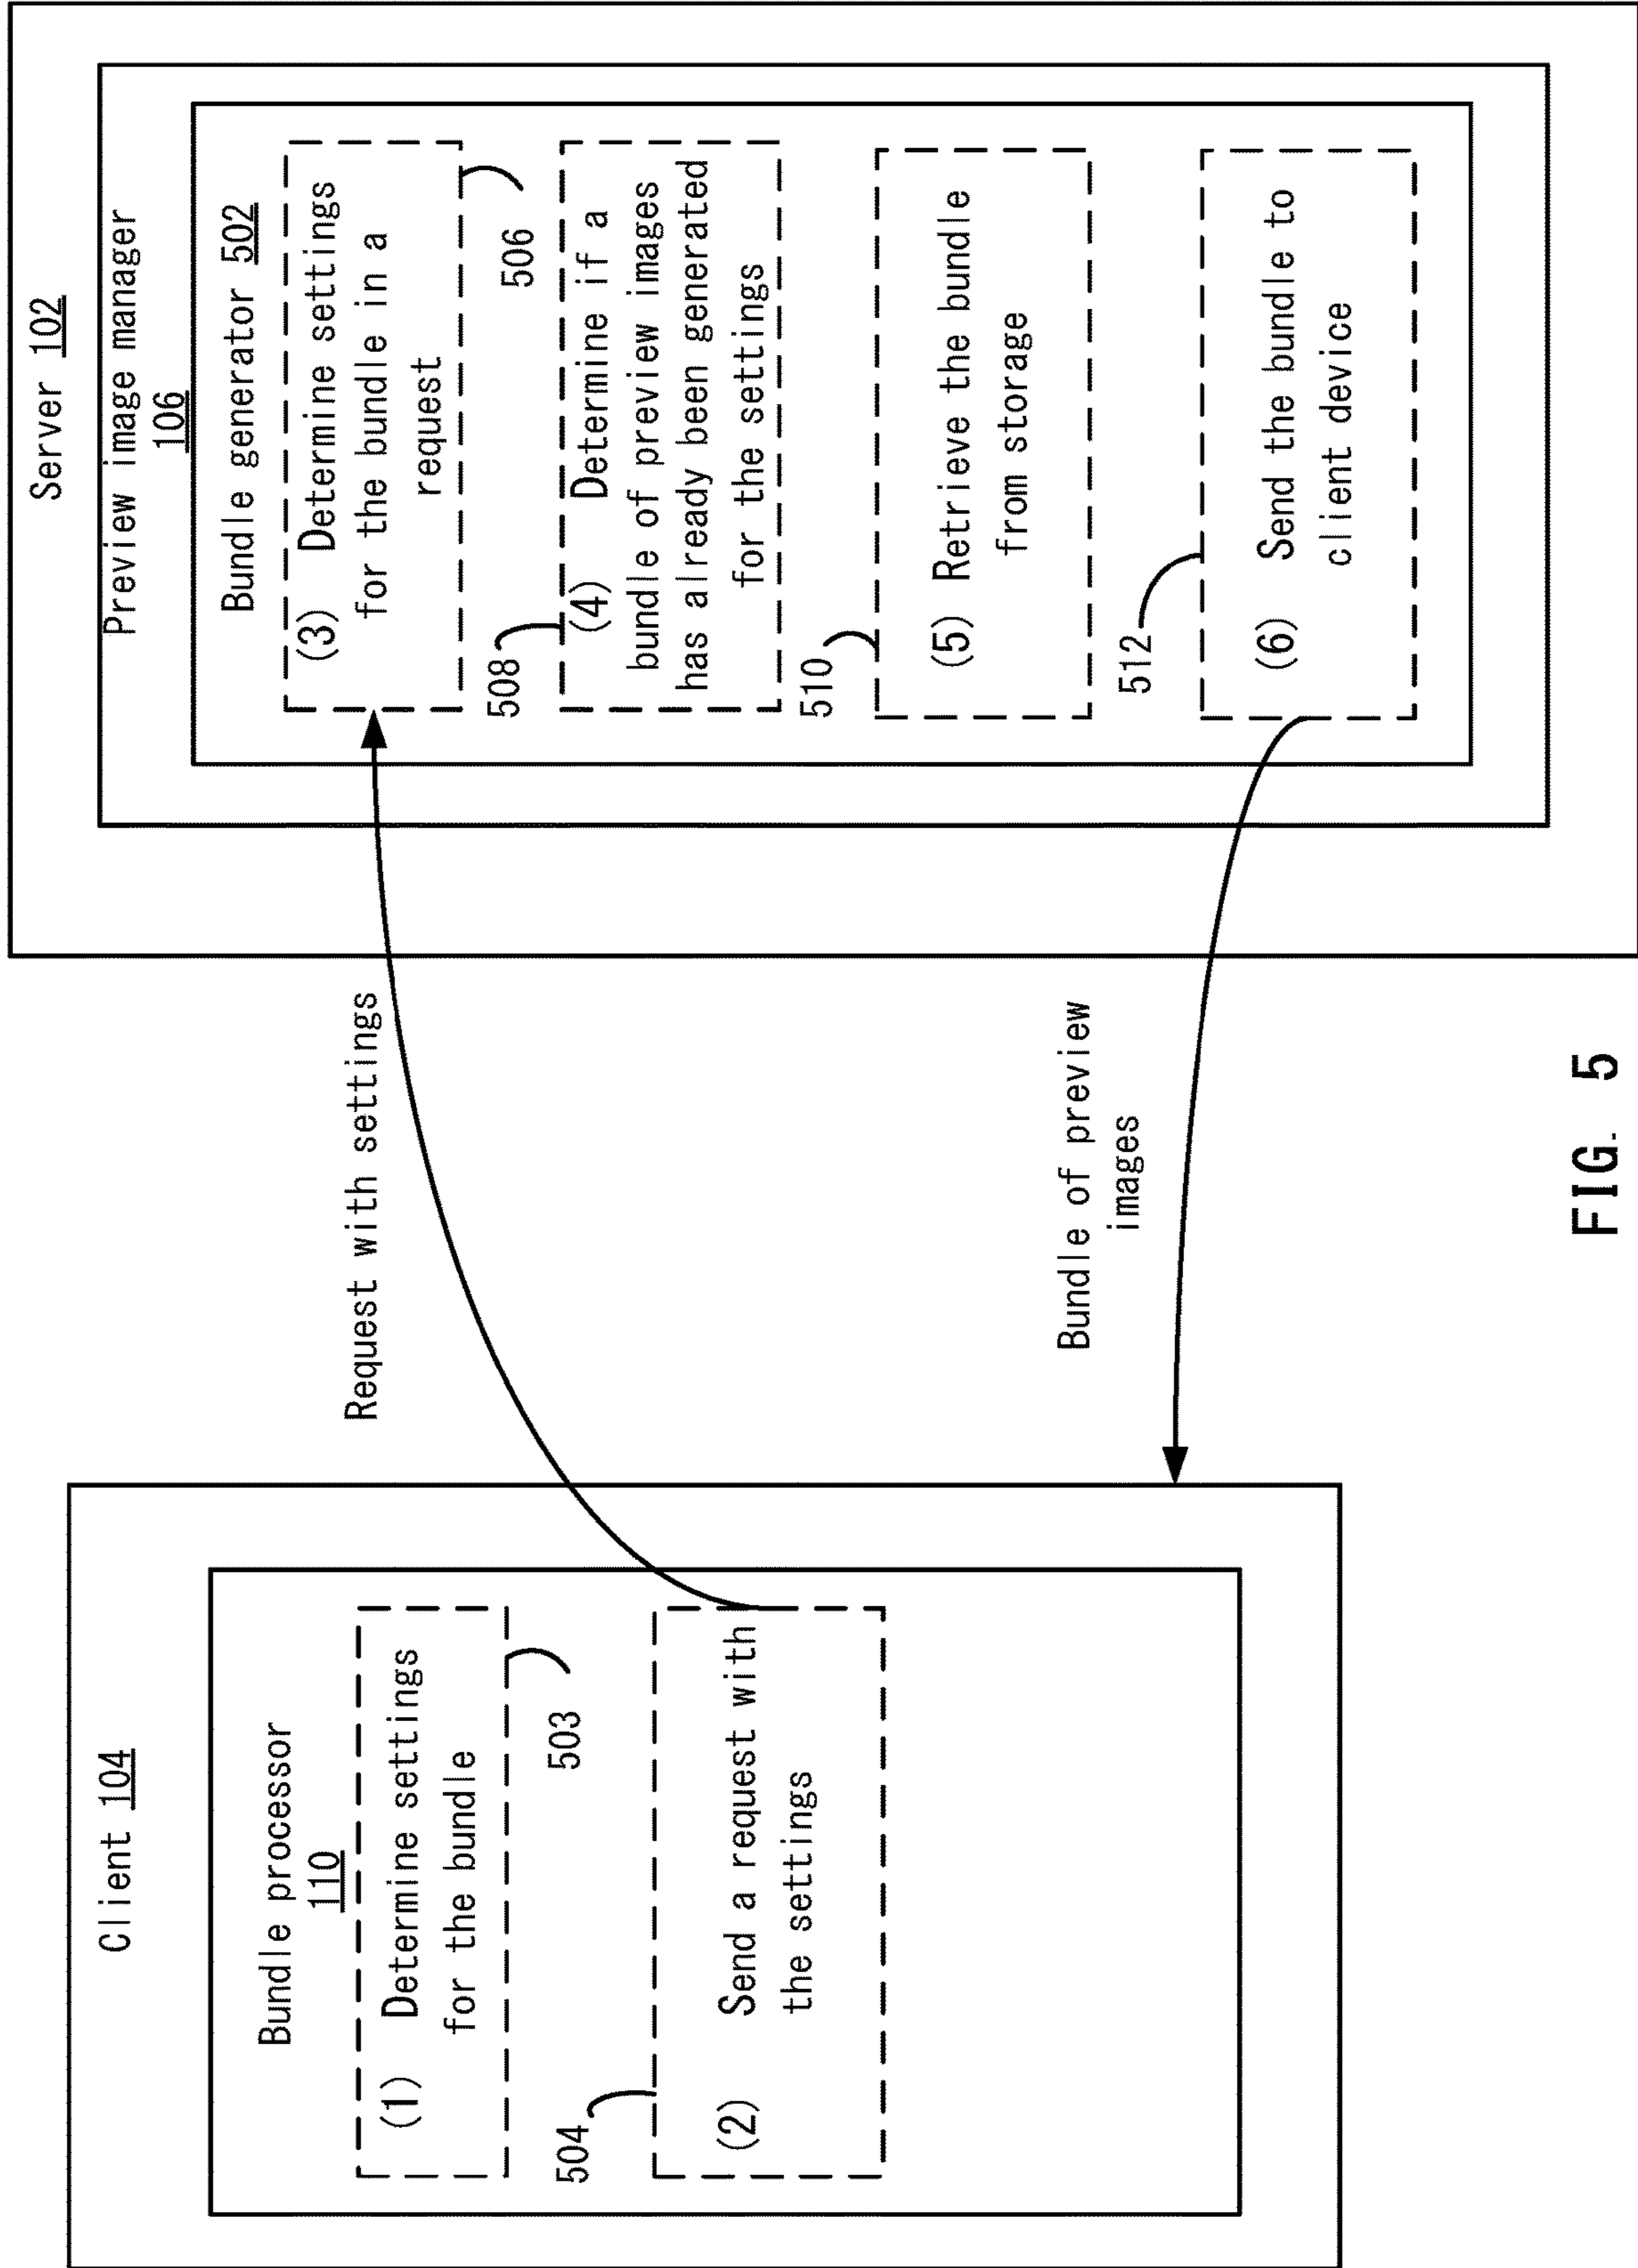 Client 104
Bundle processor
110
(1) Determine settings
for the bundle
503
504
(2) Send a request with
the settings
Request with settings
Bundle of preview
images
Server 102
Preview image manager
106
Bundle generator 502
(3) Determine settings
for the bundle in a
request
506
508
(4) Determine if a
bundle of preview images
has already been generated
for the settings
510
(5) Retrieve the bundle
from storage
512
(6) Send the bundle to
client device
FIG. 5